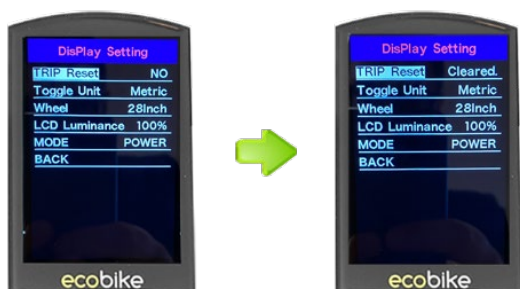 DisPlay Setting
TRIP Reset NO
Toggle Unit Metric
Wheel 28Inch
LCD Luminance 100%
MODE POWER
BACK
ecobike
DisPlay Setting
TRIP Reset Cleared.
Toggle Unit Metric
Wheel 28Inch
LCD Luminance 100%
MODE POWER
BACK
ecobike